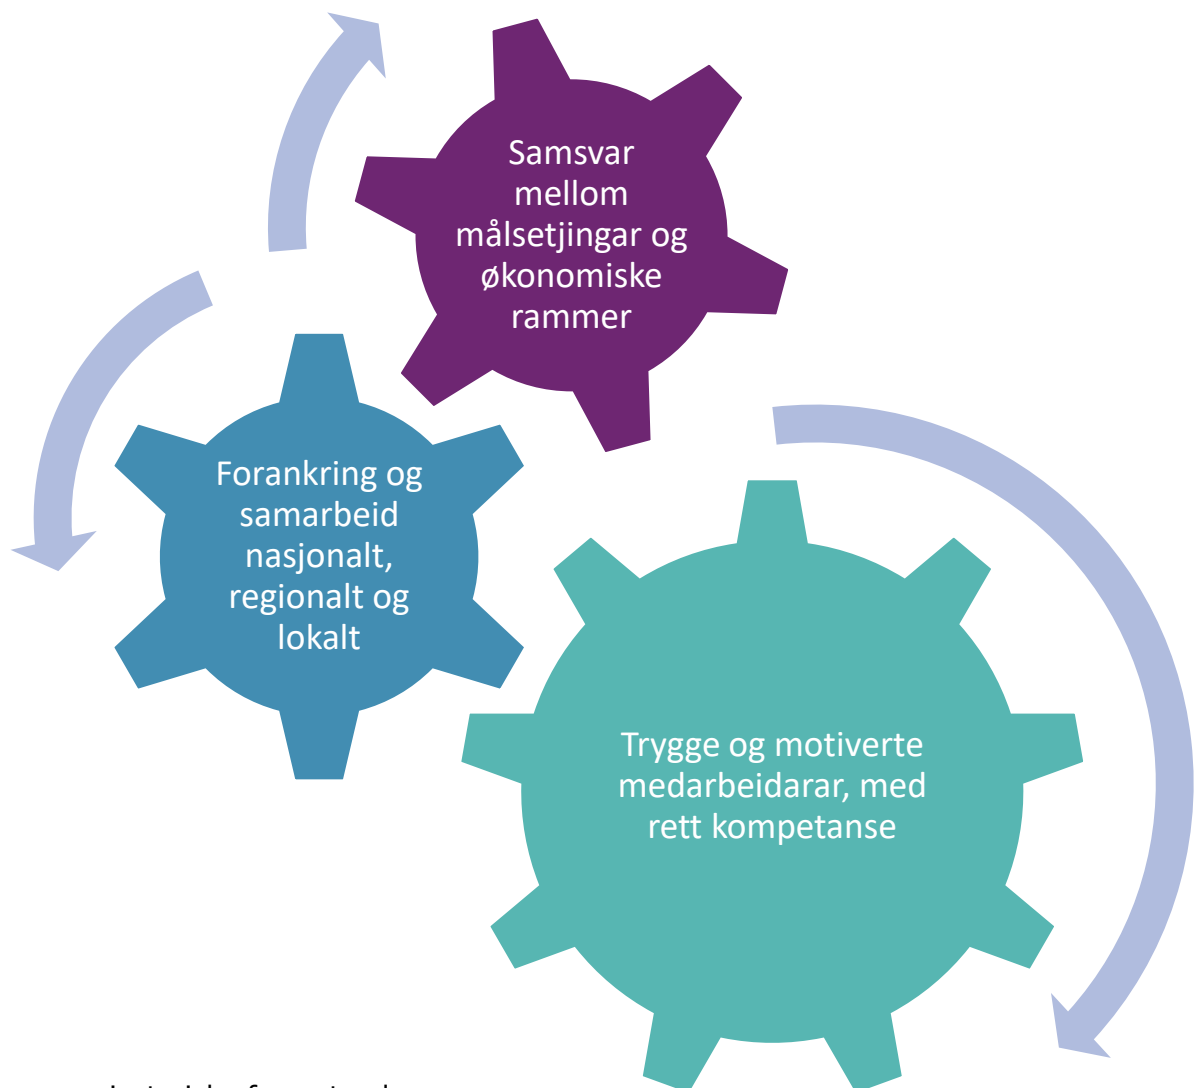 Samsvar
mellom
målsetjingar og
økonomiske
rammer
Forankring og
samarbeid
nasjonalt,
regionalt og
lokalt
Trygge og motiverte
medarbeidarar, med
rett kompetanse